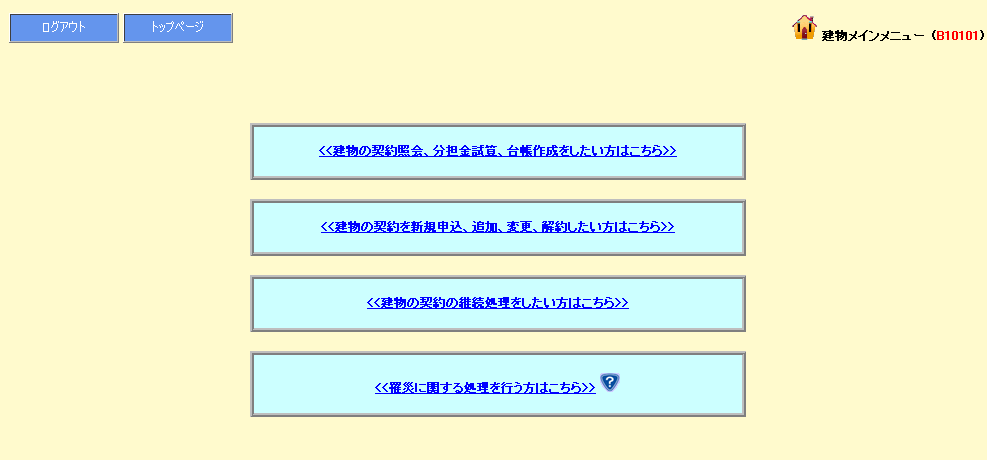 ログアウト
トップページ
建物メインメニュー (B10101)
<<建物の契約照会、分担金試算、台帳作成をしたい方はこちら>>
<<建物の契約を新規申込、追加、変更、解約したい方はこちら>>
<<建物の契約の継続処理をしたい方はこちら>>
<<罹災に関する処理を行う方はこちら>> ?